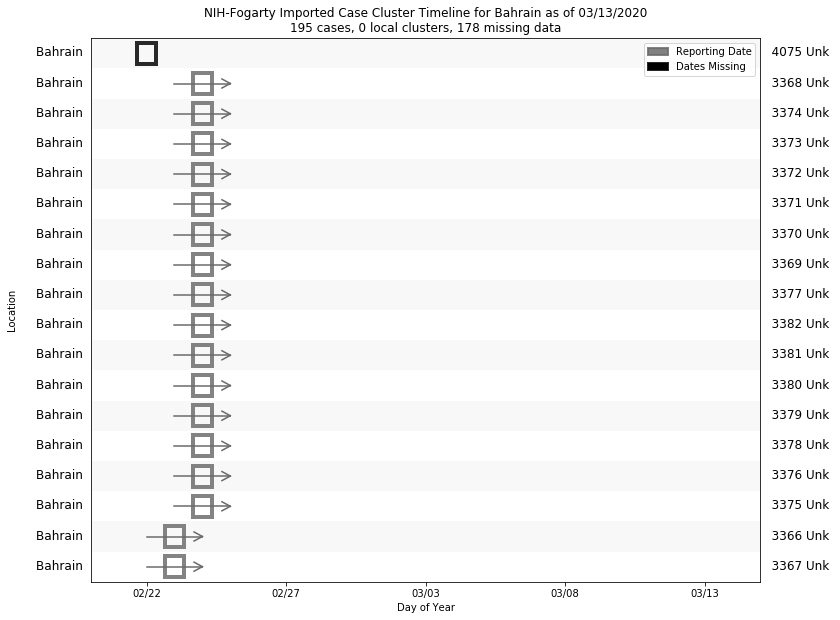 NIH-Fogarty Imported Case Cluster Timeline for Bahrain as of 03/13/2020
195 cases, 0 local clusters, 178 missing data
Reporting Date
Dates Missing
Location
Bahrain 4075 Unk
Bahrain 3368 Unk
Bahrain 3374 Unk
Bahrain 3373 Unk
Bahrain 3372 Unk
Bahrain 3371 Unk
Bahrain 3370 Unk
Bahrain 3369 Unk
Bahrain 3377 Unk
Bahrain 3382 Unk
Bahrain 3381 Unk
Bahrain 3380 Unk
Bahrain 3379 Unk
Bahrain 3378 Unk
Bahrain 3376 Unk
Bahrain 3375 Unk
Bahrain 3366 Unk
Bahrain 3367 Unk
02/22 02/27 03/03 03/08 03/13
Day of Year